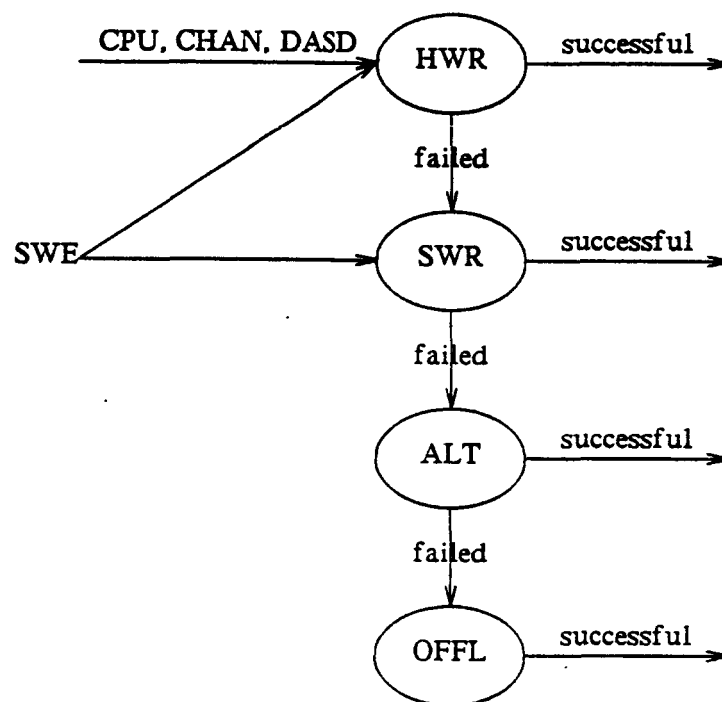 CPU, CHAN, DASD
HWR
successful
failed
SWE
SWR
successful
failed
ALT
successful
failed
OFFL
successful